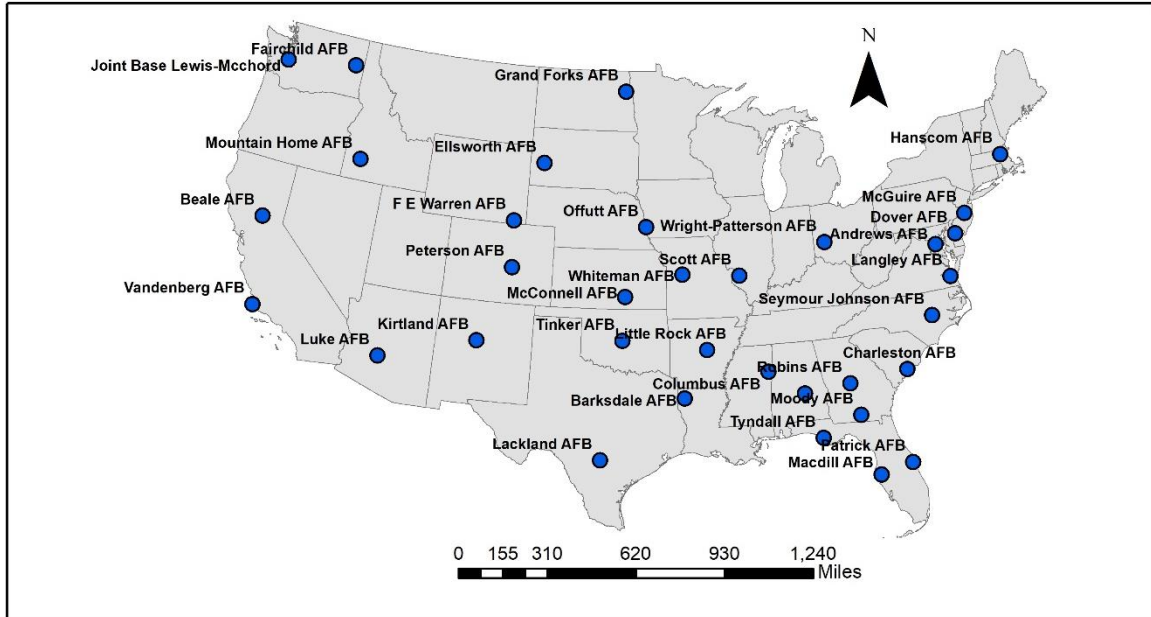 N
Fairchild AFB
Joint Base Lewis-Mcchord
Grand Forks AFB
Hanscom AFB
Mountain Home AFB
Ellsworth AFB
Beale AFB
F E Warren AFB
Offutt AFB
McGuire AFB
Dover AFB
Wright-Patterson AFB
Andrews AFB
Peterson AFB
Scott AFB
Langley AFB
Whiteman AFB
Vandenberg AFB
McConnell AFB
Seymour Johnson AFB
Luke AFB
Kirtland AFB
Tinker AFB
Little Rock AFB
Charleston AFB
Robins AFB
Columbus AFB
Barksdale AFB
Moody AFB
Tyndall AFB
Lackland AFB
Patrick AFB
Macdill AFB
0 155 310 620 930 1,240
Miles